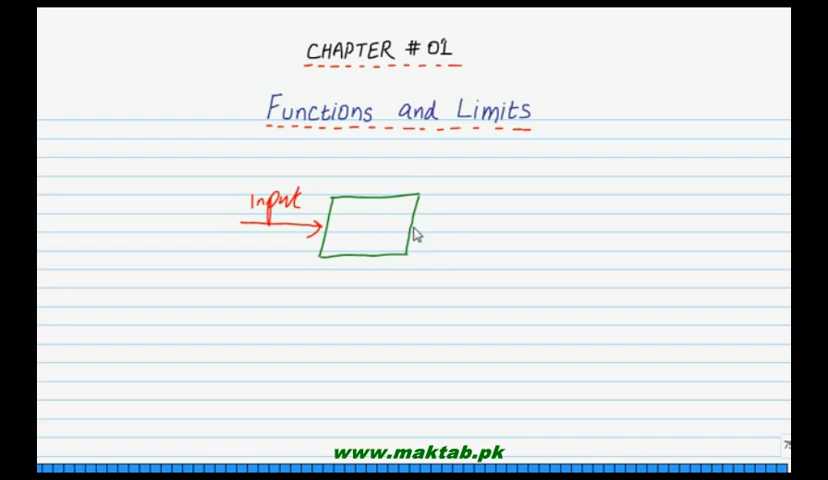 CHAPTER # 01
Functions and Limits
Input
www.maktab.pk